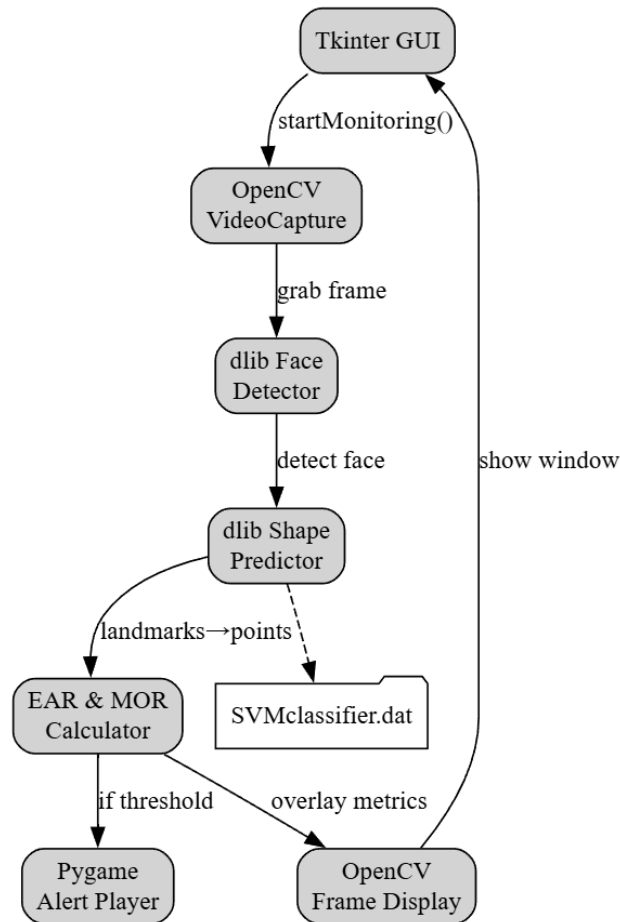 Tkinter GUI
startMonitoring()
OpenCV
VideoCapture
grab frame
dlib Face
Detector
detect face
show window
dlib Shape
Predictor
landmarks→points
EAR & MOR
Calculator
SVMclassifier.dat
if threshold
overlay metrics
Pygame
Alert Player
OpenCV
Frame Display